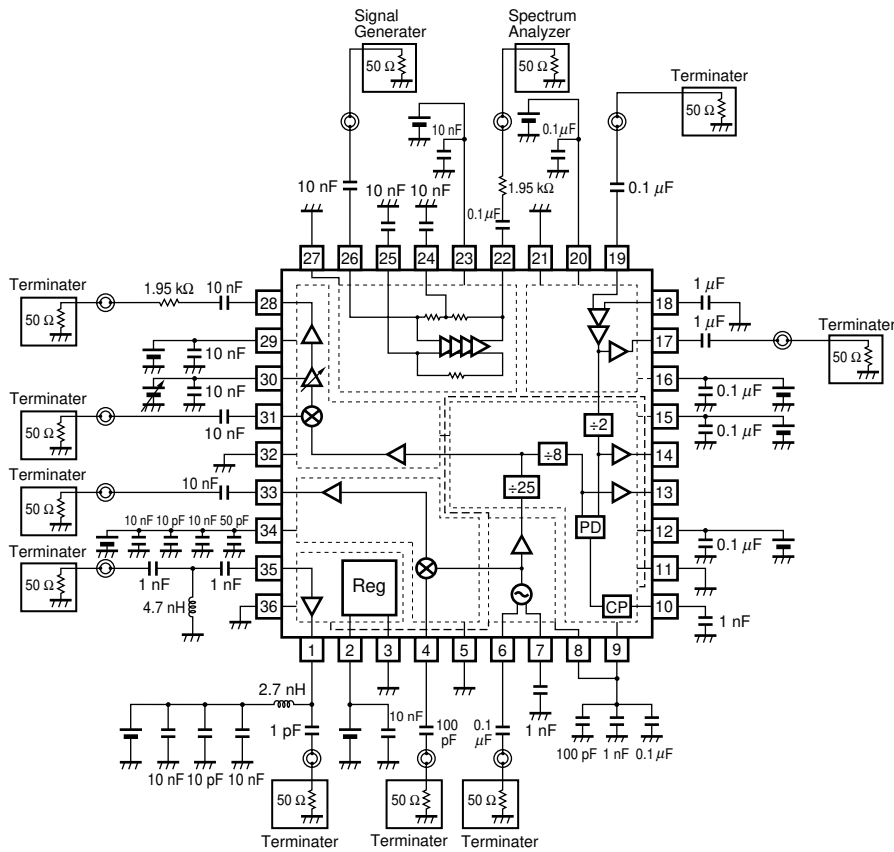 Signal
Generater
50 Ω
Spectrum
Analyzer
50 Ω
Terminater
50 Ω
10 nF
0.1 μF
10 nF
10 nF
10 nF
1.95 kΩ
0.1 μF
0.1 μF
27
26
25
24
23
22
21
20
19
Terminater
50 Ω
1.95 kΩ
10 nF
28
18
1 μF
10 nF
29
17
1 μF
Terminater
50 Ω
10 nF
30
16
0.1 μF
Terminater
50 Ω
10 nF
31
15
0.1 μF
÷2
32
÷8
14
Terminater
50 Ω
10 nF
33
÷25
13
10 nF
10 pF
10 nF
50 pF
34
PD
12
0.1 μF
Terminater
50 Ω
1 nF
1 nF
35
11
4.7 nH
36
Reg
CP
10
1 nF
1
2
3
4
5
6
7
8
9
2.7 nH
1 pF
10 nF
100
pF
0.1
μF
1 nF
100 pF
1 nF
0.1 μF
10 nF
10 pF
10 nF
50 Ω
Terminater
50 Ω
Terminater
50 Ω
Terminater